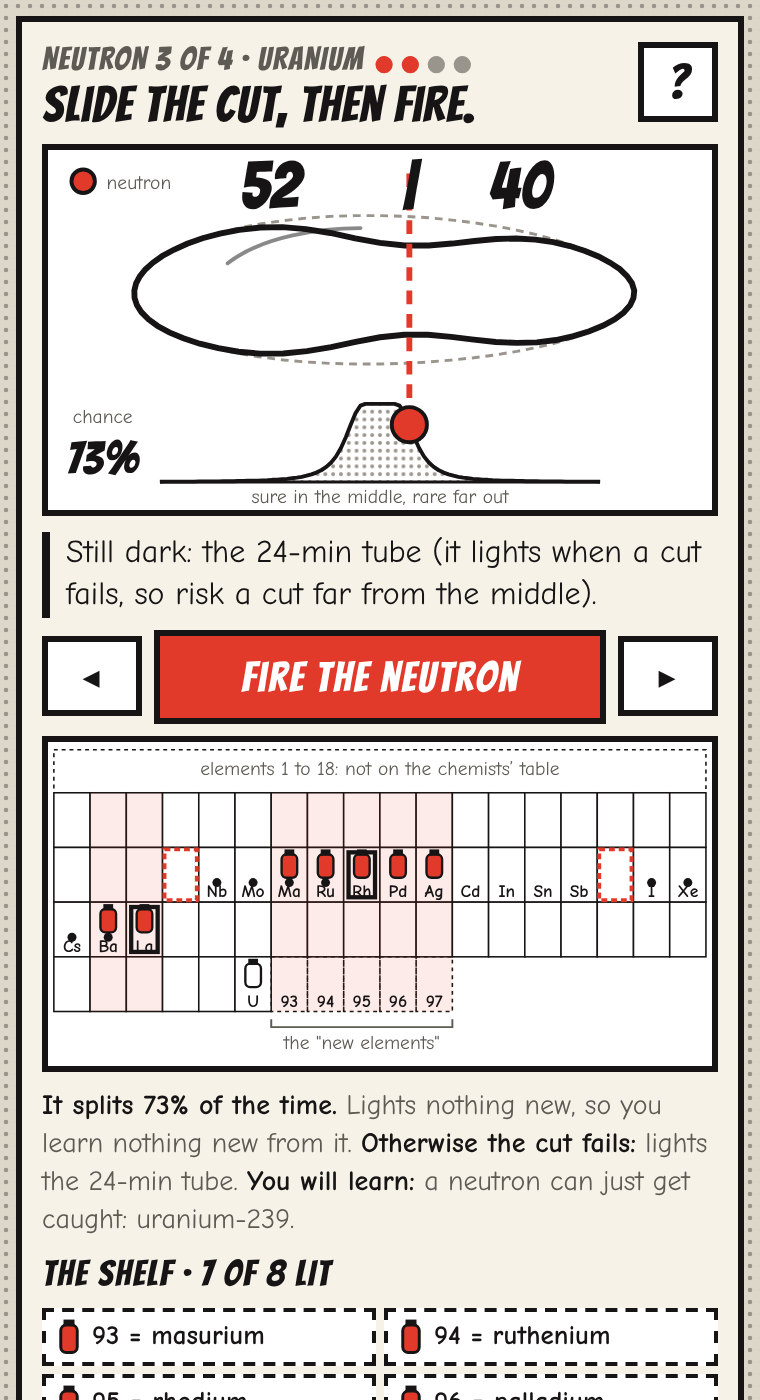 NEUTRON 3 OF 4 · URANIUM
SLIDE THE CUT, THEN FIRE.
?
neutron
52 / 40
chance
73%
sure in the middle, rare far out
Still dark: the 24-min tube (it lights when a cut
fails, so risk a cut far from the middle).
◄ FIRE THE NEUTRON ►
elements 1 to 18: not on the chemists' table
Nb Mo Ma Ru Rh Pd Ag Cd In Sn Sb I Xe
Cs Ba La
U 93 94 95 96 97
the "new elements"
It splits 73% of the time. Lights nothing new, so you
learn nothing new from it. Otherwise the cut fails: lights
the 24-min tube. You will learn: a neutron can just get
caught: uranium-239.
THE SHELF · 7 OF 8 LIT
93 = masurium
94 = ruthenium
95 = rhodium
96 = palladium